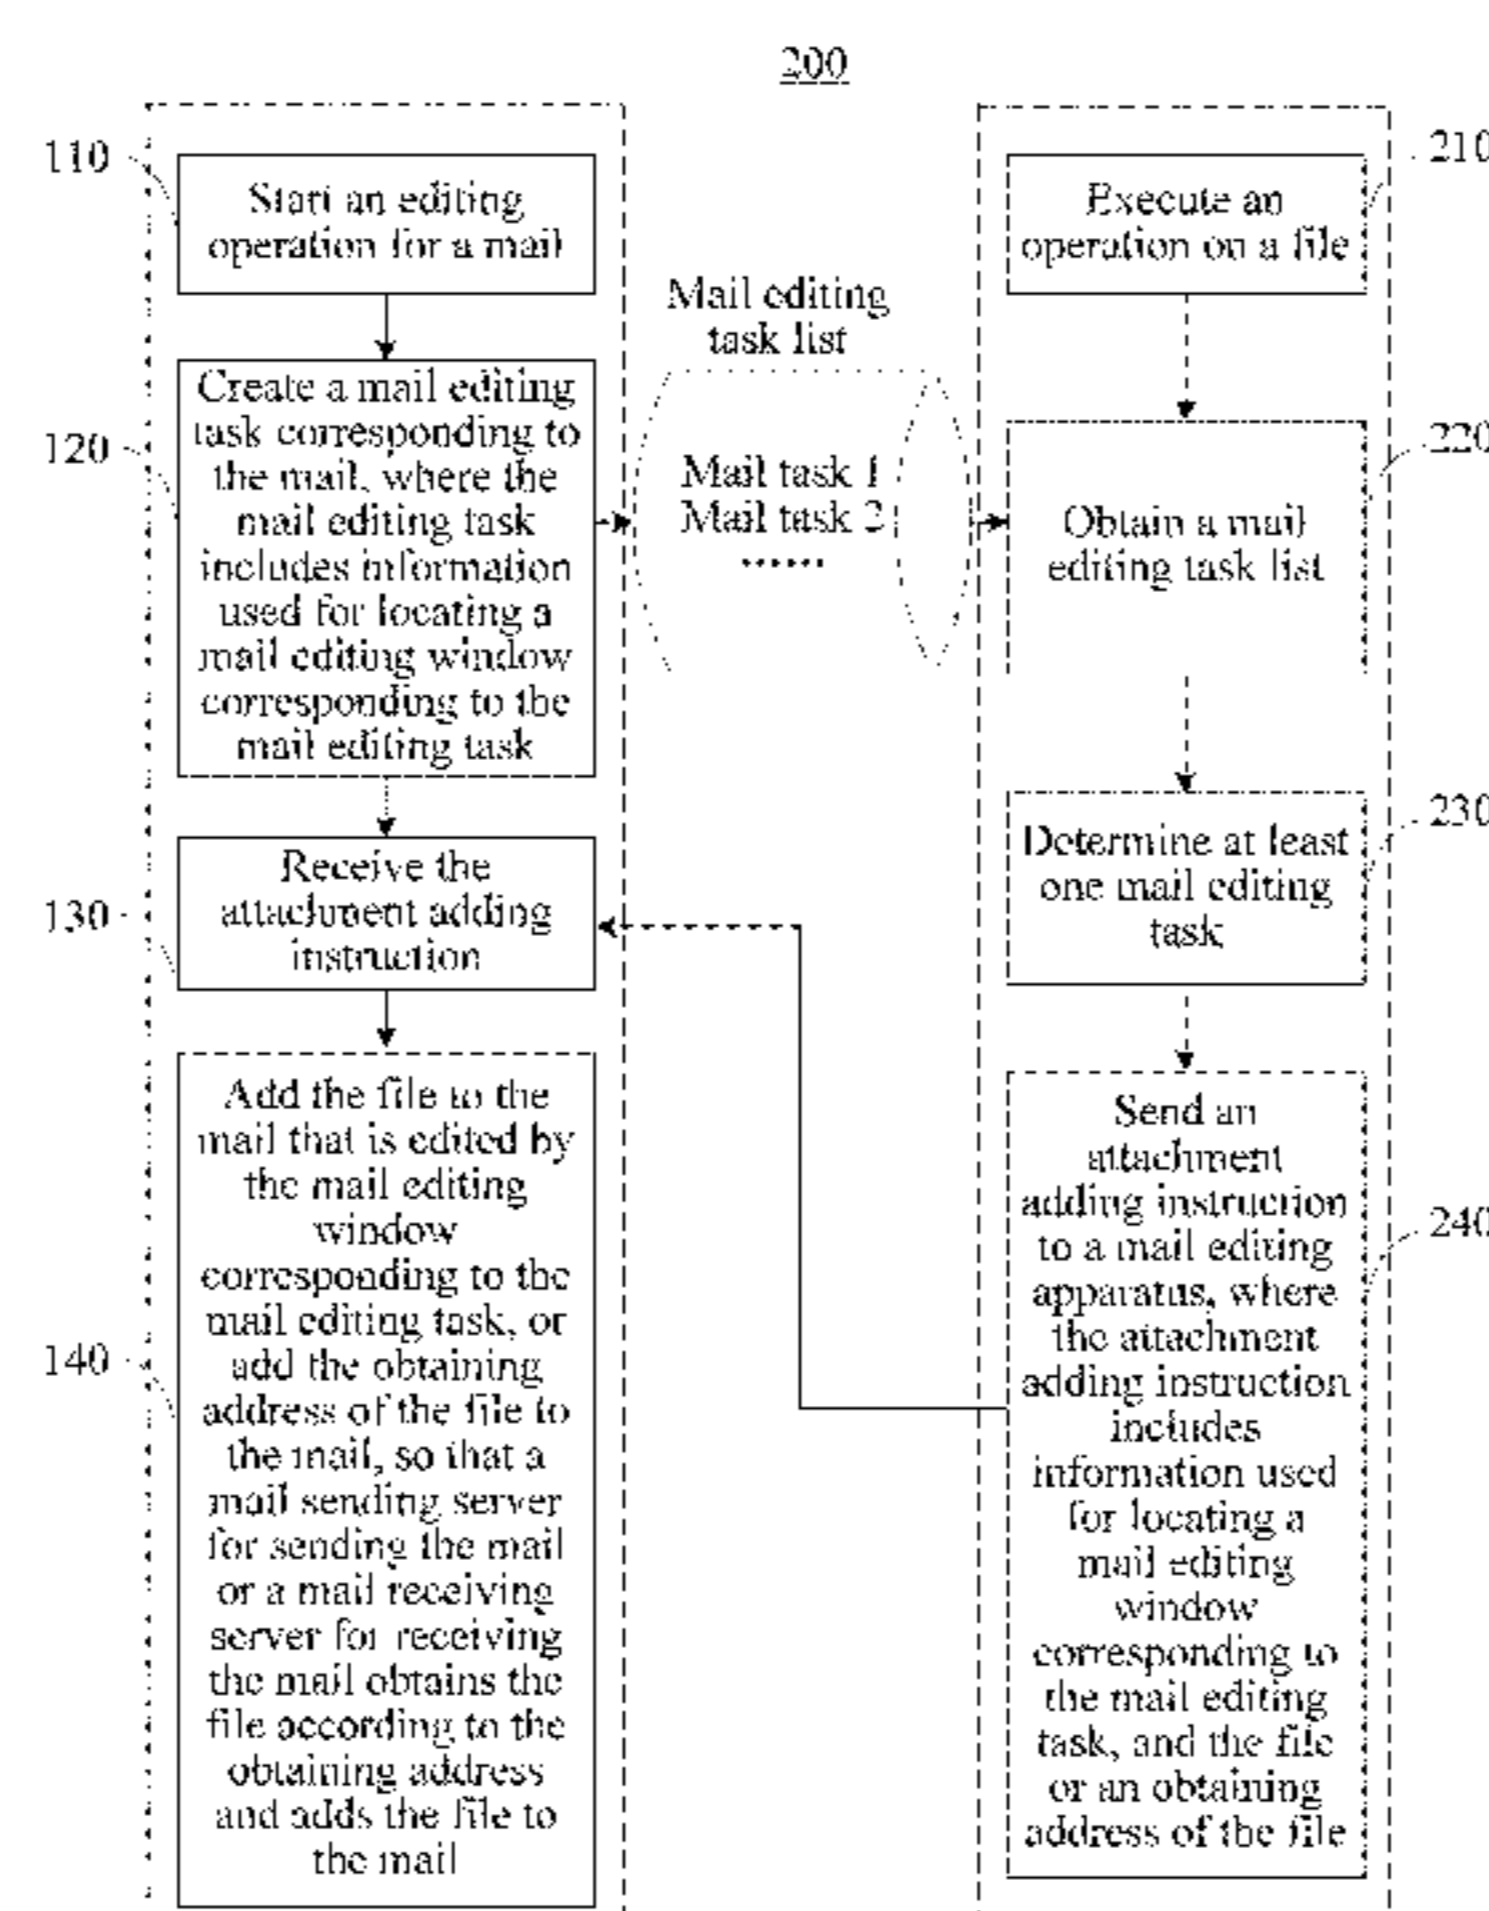 200
110
Start an editing
operation for a mail
120
Create a mail editing
task corresponding to
the mail, where the
mail editing task
includes information
used for locating a
mail editing window
corresponding to the
mail editing task
130
Receive the
attachment adding
instruction
140
Add the file to the
mail that is edited by
the mail editing
window
corresponding to the
mail editing task, or
add the obtaining
address of the file to
the mail, so that a
mail sending server
for sending the mail
or a mail receiving
server for receiving
the mail obtains the
file according to the
obtaining address
and adds the file to
the mail
Mail editing
task list
Mail task 1
Mail task 2
......
210
Execute an
operation on a file
220
Obtain a mail
editing task list
230
Determine at least
one mail editing
task
240
Send an
attachment
adding instruction
to a mail editing
apparatus, where
the attachment
adding instruction
includes
information used
for locating a
mail editing
window
corresponding to
the mail editing
task, and the file
or an obtaining
address of the file